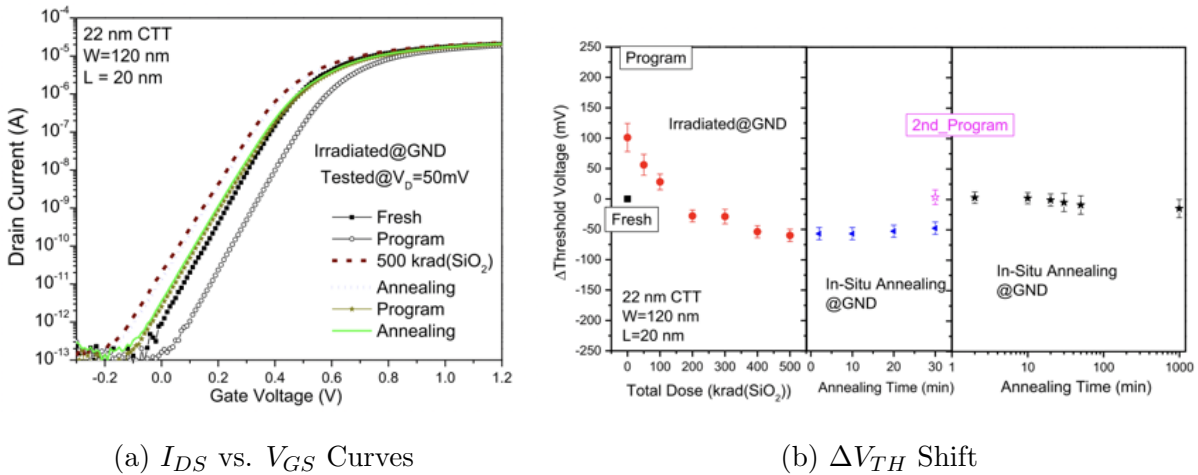 10⁻⁴
10⁻⁵
10⁻⁶
10⁻⁷
10⁻⁸
10⁻⁹
10⁻¹⁰
10⁻¹¹
10⁻¹²
10⁻¹³
Drain Current (A)
22 nm CTT
W=120 nm
L = 20 nm
Irradiated@GND
Tested@V_D=50mV
Fresh
Program
500 krad(SiO₂)
Annealing
Program
Annealing
-0.2 0.0 0.2 0.4 0.6 0.8 1.0 1.2
Gate Voltage (V)
(a) I_DS vs. V_GS Curves
250
200
150
100
50
0
-50
-100
-150
-200
-250
ΔThreshold Voltage (mV)
Program
Irradiated@GND
Fresh
22 nm CTT
W=120 nm
L=20 nm
0 100 200 300 400 500
Total Dose (krad(SiO₂))
2nd_Program
In-Situ Annealing
@GND
0 10 20 30
Annealing Time (min)
In-Situ Annealing
@GND
1 10 100 1000
Annealing Time (min)
(b) ΔV_TH Shift